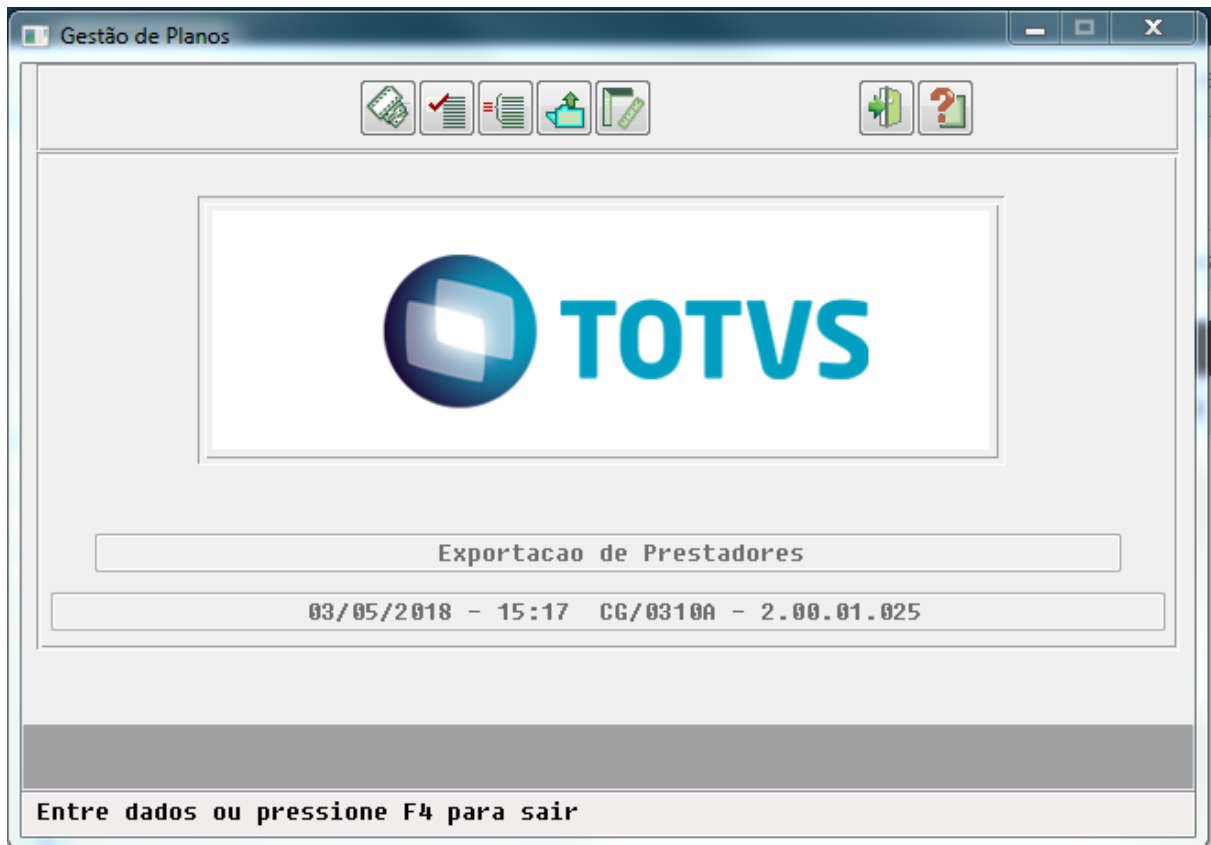 Gestão de Planos
TOTVS
Exportacao de Prestadores
03/05/2018 - 15:17 CG/0310A - 2.00.01.025
Entre dados ou pressione F4 para sair